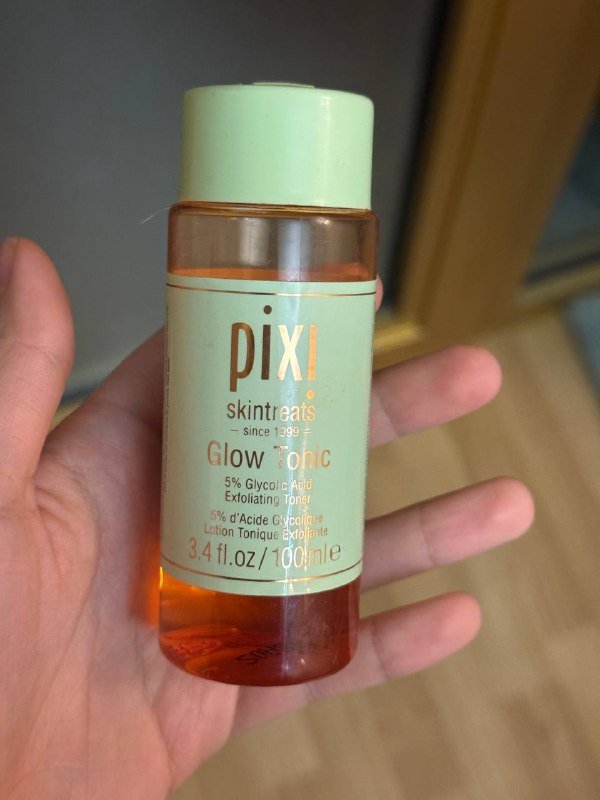 pixi
skintreats
– since 1999 –
Glow Tonic
5% Glycolic Acid
Exfoliating Toner
5% d'Acide Glycolique
Lotion Tonique Exfoliante
3.4 fl.oz/100ml e